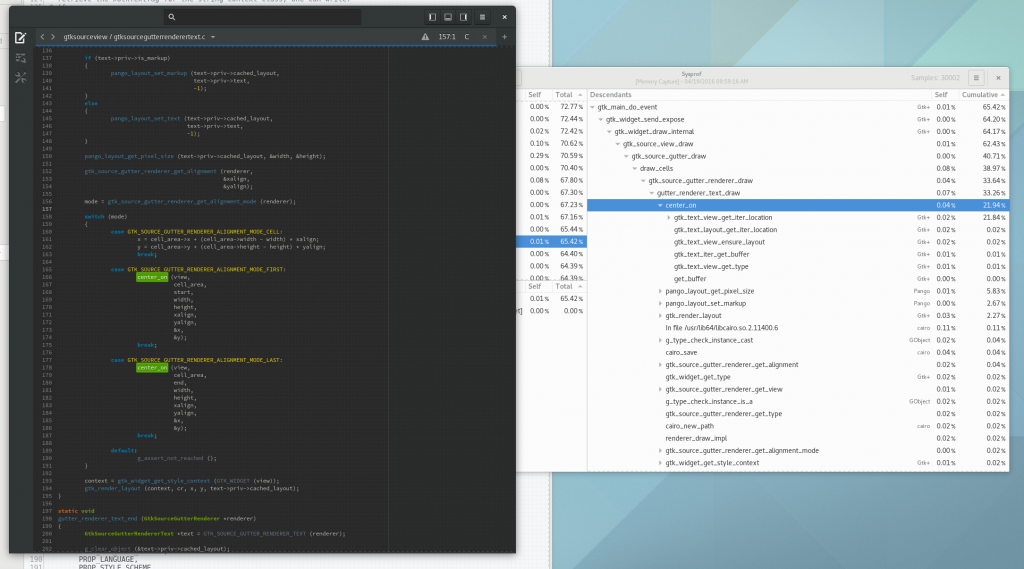 gtksourceview / gtksourcegutterrenderertext.c
157:1
C
136
137 if (text->priv->is_markup)
138 {
139 pango_layout_set_markup (text->priv->cached_layout,
140 text->priv->text,
141 -1);
142 }
143 else
144 {
145 pango_layout_set_text (text->priv->cached_layout,
146 text->priv->text,
147 -1);
148 }
149
150 pango_layout_get_pixel_size (text->priv->cached_layout, &width, &height);
151
152 gtk_source_gutter_renderer_get_alignment (renderer,
153 &xalign,
154 &yalign);
155
156 mode = gtk_source_gutter_renderer_get_alignment_mode (renderer);
157
158 switch (mode)
159 {
160 case GTK_SOURCE_GUTTER_RENDERER_ALIGNMENT_MODE_CELL:
161 x = cell_area->x + (cell_area->width - width) * xalign;
162 y = cell_area->y + (cell_area->height - height) * yalign;
163 break;
164
165 case GTK_SOURCE_GUTTER_RENDERER_ALIGNMENT_MODE_FIRST:
166 center_on (view,
167 cell_area,
168 start,
169 width,
170 height,
171 xalign,
172 yalign,
173 &x,
174 &y);
175 break;
176
177 case GTK_SOURCE_GUTTER_RENDERER_ALIGNMENT_MODE_LAST:
178 center_on (view,
179 cell_area,
180 end,
181 width,
182 height,
183 xalign,
184 yalign,
185 &x,
186 &y);
187 break;
188
189 default:
190 g_assert_not_reached ();
191 }
192
193 context = gtk_widget_get_style_context (GTK_WIDGET (view));
194 gtk_render_layout (context, cr, x, y, text->priv->cached_layout);
195 }
196
197 static void
198 gutter_renderer_text_end (GtkSourceGutterRenderer *renderer)
199 {
200 GtkSourceGutterRendererText *text = GTK_SOURCE_GUTTER_RENDERER_TEXT (renderer);
201
202 g_clear_object (&text->priv->cached_layout);
190 PROP_LANGUAGE,
191 PROP_STYLE_SCHEME
Sysprof
Samples: 30002
Self Total
0.00% 72.77%
0.00% 72.44%
0.02% 72.42%
0.10% 70.62%
0.29% 70.59%
0.00% 70.40%
0.08% 67.80%
0.00% 67.30%
0.00% 67.23%
0.01% 67.16%
0.00% 65.44%
0.01% 65.42%
0.00% 64.40%
0.00% 64.39%
0.00% 64.39%
Self Total
0.01% 65.42%
0.00% 0.00%
Descendants Self Cumulative
gtk_main_do_event Gtk+ 0.01% 65.42%
gtk_widget_send_expose Gtk+ 0.00% 64.20%
gtk_widget_draw_internal Gtk+ 0.00% 64.17%
gtk_source_view_draw 0.01% 62.43%
gtk_source_gutter_draw 0.00% 40.71%
draw_cells 0.08% 38.97%
gtk_source_gutter_renderer_draw 0.04% 33.64%
gutter_renderer_text_draw 0.07% 33.26%
center_on 0.04% 21.94%
gtk_text_view_get_iter_location Gtk+ 0.02% 21.84%
gtk_text_layout_get_iter_location Gtk+ 0.02% 0.02%
gtk_text_view_ensure_layout Gtk+ 0.02% 0.02%
gtk_text_iter_get_buffer Gtk+ 0.00% 0.00%
gtk_text_view_get_type Gtk+ 0.00% 0.00%
get_buffer 0.00% 0.00%
pango_layout_get_pixel_size Pango 0.01% 5.83%
pango_layout_set_markup Pango 0.00% 2.67%
gtk_render_layout Gtk+ 0.03% 2.27%
In file /usr/lib64/libcairo.so.2.11400.6 cairo 0.11% 0.11%
g_type_check_instance_cast GObject 0.02% 0.04%
cairo_save cairo 0.04% 0.04%
gtk_source_gutter_renderer_get_alignment 0.02% 0.04%
gtk_widget_get_type Gtk+ 0.02% 0.02%
gtk_source_gutter_renderer_get_view 0.01% 0.02%
g_type_check_instance_is_a GObject 0.02% 0.02%
gtk_source_gutter_renderer_get_type 0.02% 0.02%
cairo_new_path cairo 0.02% 0.02%
renderer_draw_impl 0.02% 0.02%
gtk_source_gutter_renderer_get_alignment_mode 0.00% 0.02%
gtk_widget_get_style_context Gtk+ 0.01% 0.02%